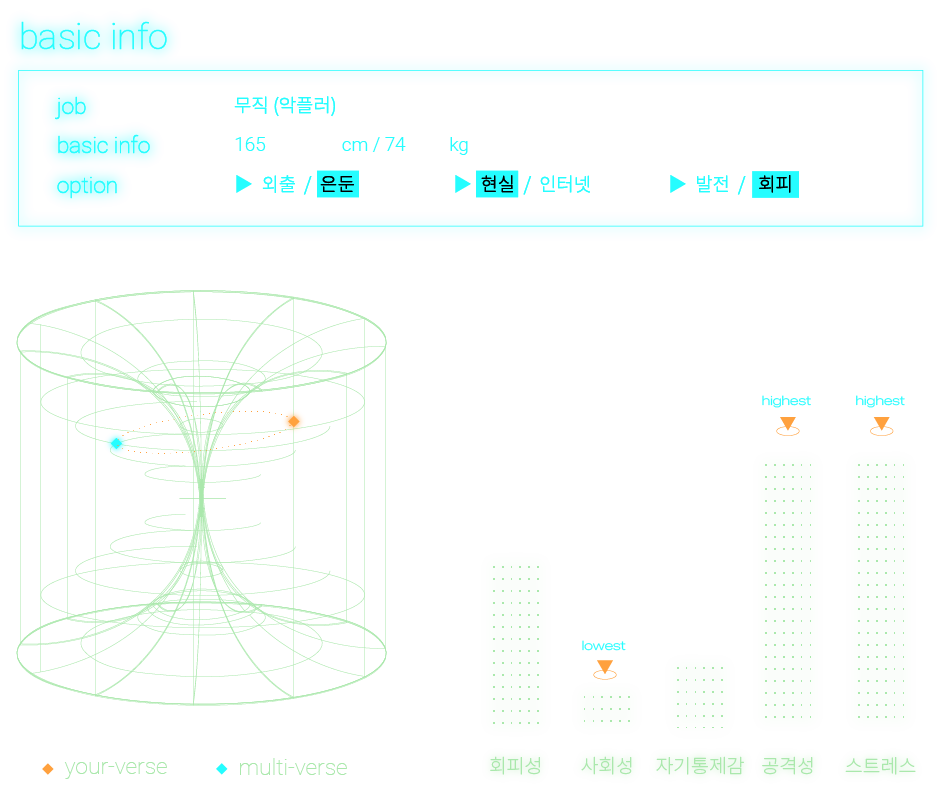 basic info
job 무직 (악플러)
basic info 165 cm / 74 kg
option ▶ 외출 / 은둔 ▶ 현실 / 인터넷 ▶ 발전 / 회피
highest highest
lowest
your-verse multi-verse 회피성 사회성 자기통제감 공격성 스트레스